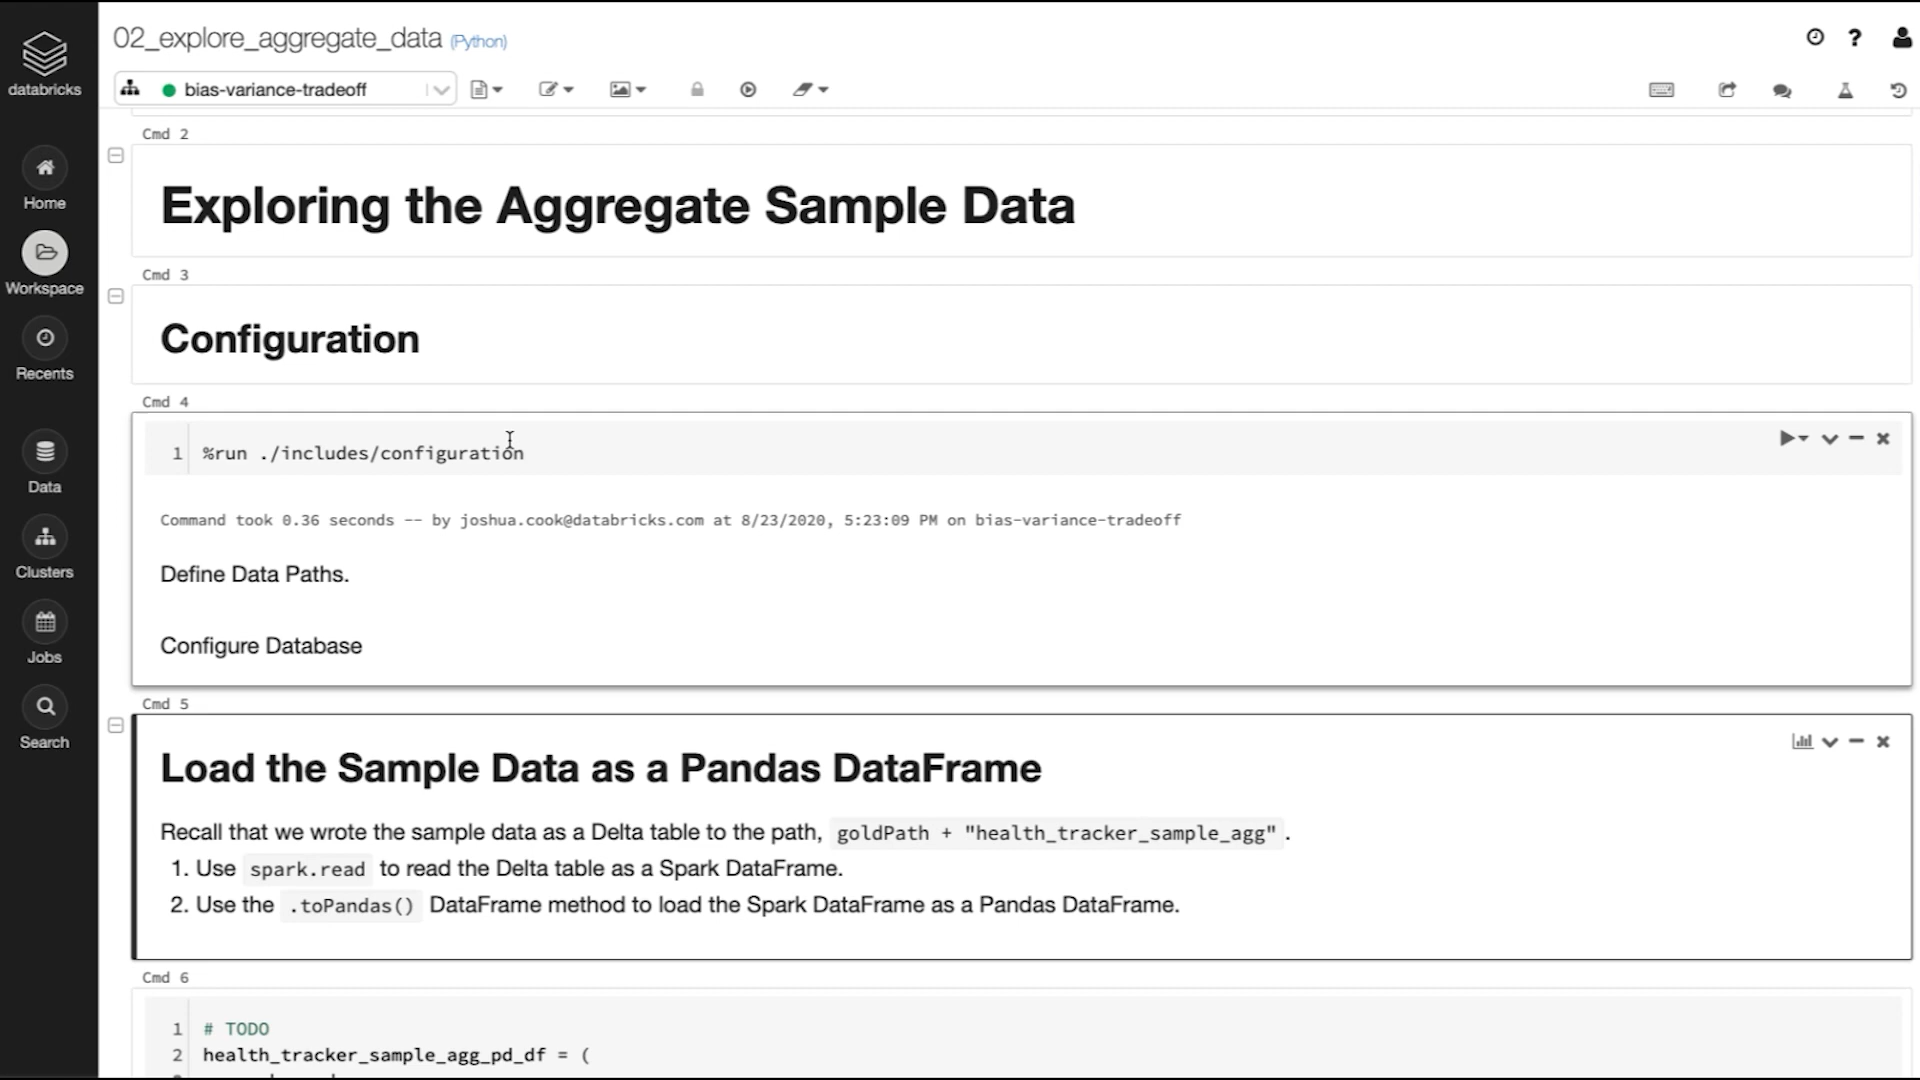 02_explore_aggregate_data (Python)
databricks
bias-variance-tradeoff
Cmd 2
Exploring the Aggregate Sample Data
Home
Cmd 3
Workspace
Configuration
Recents
Cmd 4
1 %run ./includes/configuration
Data
Command took 0.36 seconds -- by joshua.cook@databricks.com at 8/23/2020, 5:23:09 PM on bias-variance-tradeoff
Define Data Paths.
Clusters
Configure Database
Jobs
Cmd 5
Search
Load the Sample Data as a Pandas DataFrame
Recall that we wrote the sample data as a Delta table to the path, goldPath + "health_tracker_sample_agg" .
1. Use spark.read to read the Delta table as a Spark DataFrame.
2. Use the .toPandas() DataFrame method to load the Spark DataFrame as a Pandas DataFrame.
Cmd 6
1 # TODO
2 health_tracker_sample_agg_pd_df = (